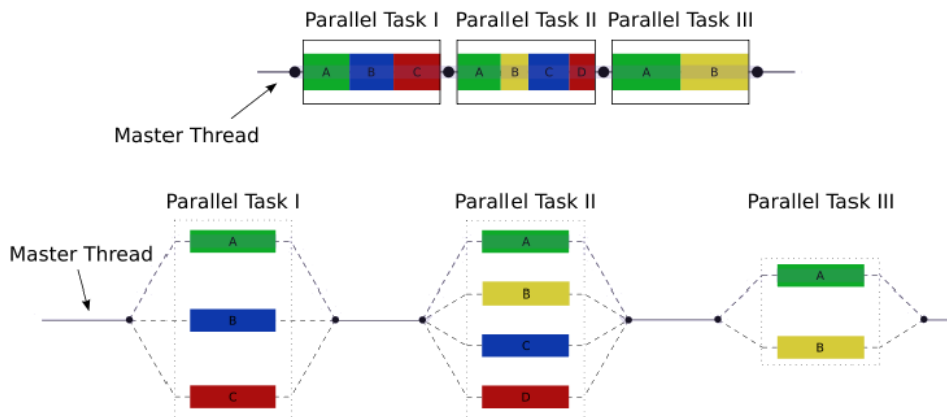 Parallel Task I Parallel Task II Parallel Task III
A B C A B C D A B
Master Thread
Parallel Task I Parallel Task II Parallel Task III
A A
A
Master Thread
B
B
C
B
C D